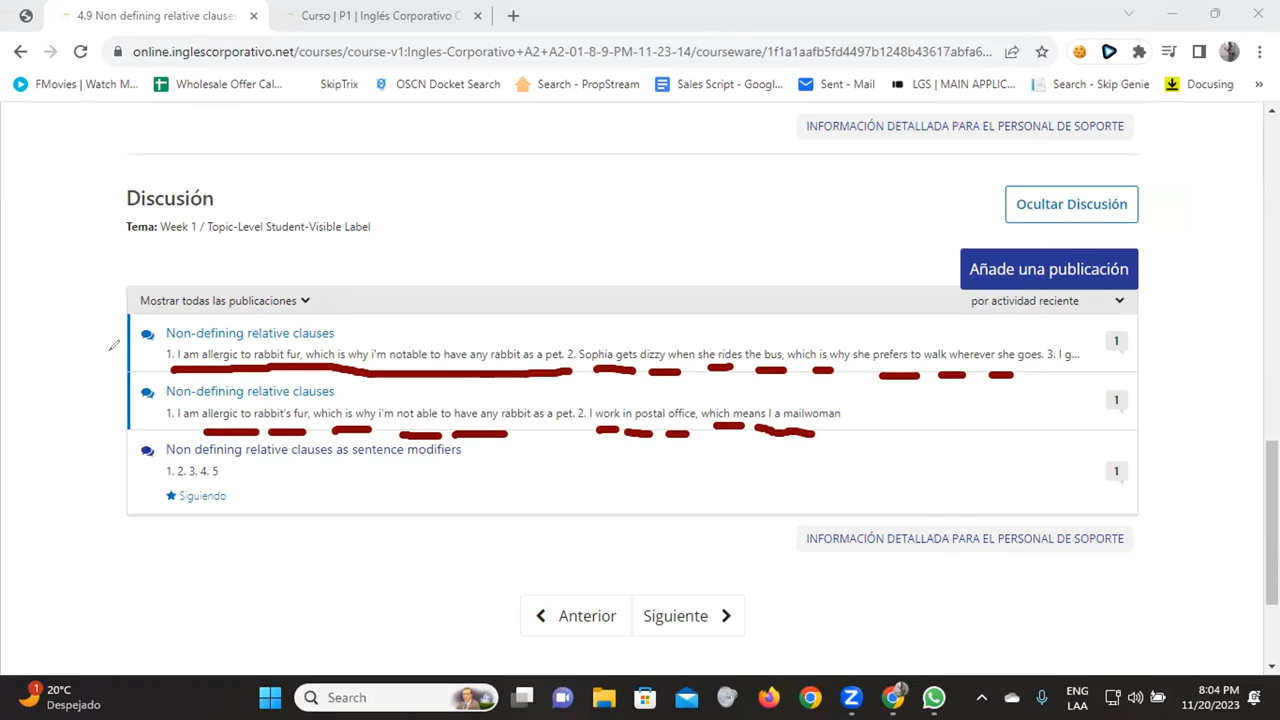 4.9 Non defining relative clauses
Curso | P1 | Inglés Corporativo C
online.inglescorporativo.net/courses/course-v1:Ingles-Corporativo+A2+A2-01-8-9-PM-11-23-14/courseware/1f1a1aafb5fd4497b1248b43617abfa6...
FMovies | Watch M...
Wholesale Offer Cal...
SkipTrix
OSCN Docket Search
Search - PropStream
Sales Script - Googl...
Sent - Mail
LGS | MAIN APPLIC...
Search - Skip Genie
Docusing
»
INFORMACIÓN DETALLADA PARA EL PERSONAL DE SOPORTE
Discusión
Ocultar Discusión
Tema: Week 1 / Topic-Level Student-Visible Label
Añade una publicación
Mostrar todas las publicaciones
por actividad reciente
Non-defining relative clauses
1. I am allergic to rabbit fur, which is why i'm notable to have any rabbit as a pet. 2. Sophia gets dizzy when she rides the bus, which is why she prefers to walk wherever she goes. 3. I g...
1
Non-defining relative clauses
1. I am allergic to rabbit's fur, which is why i'm not able to have any rabbit as a pet. 2. I work in postal office, which means I a mailwoman
1
Non defining relative clauses as sentence modifiers
1. 2. 3. 4. 5
1
Siguiendo
INFORMACIÓN DETALLADA PARA EL PERSONAL DE SOPORTE
Anterior
Siguiente
1
20°C
Despejado
Search
ENG
LAA
8:04 PM
11/20/2023